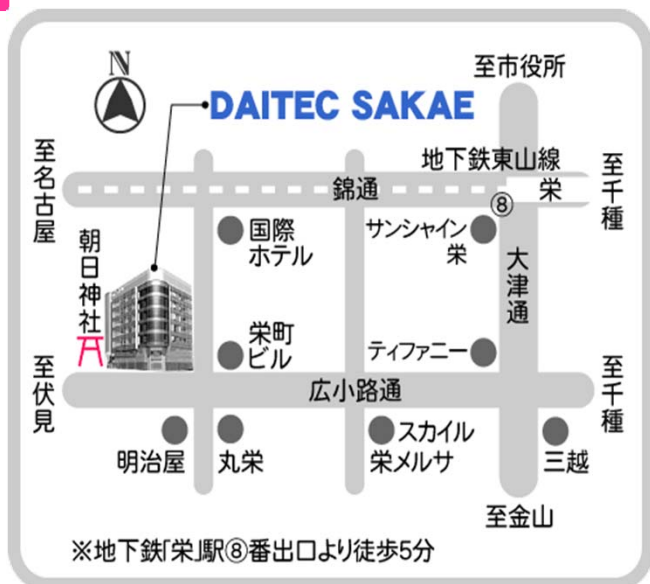 N
DAITEC SAKAE
至市役所
至名古屋
地下鉄東山線
栄
至千種
錦通
⑧
国際
ホテル
サンシャイン
栄
大津通
朝日神社
栄町
ビル
ティファニー
至伏見
広小路通
至千種
明治屋
丸栄
スカイル
栄メルサ
三越
至金山
※地下鉄「栄」駅⑧番出口より徒歩5分